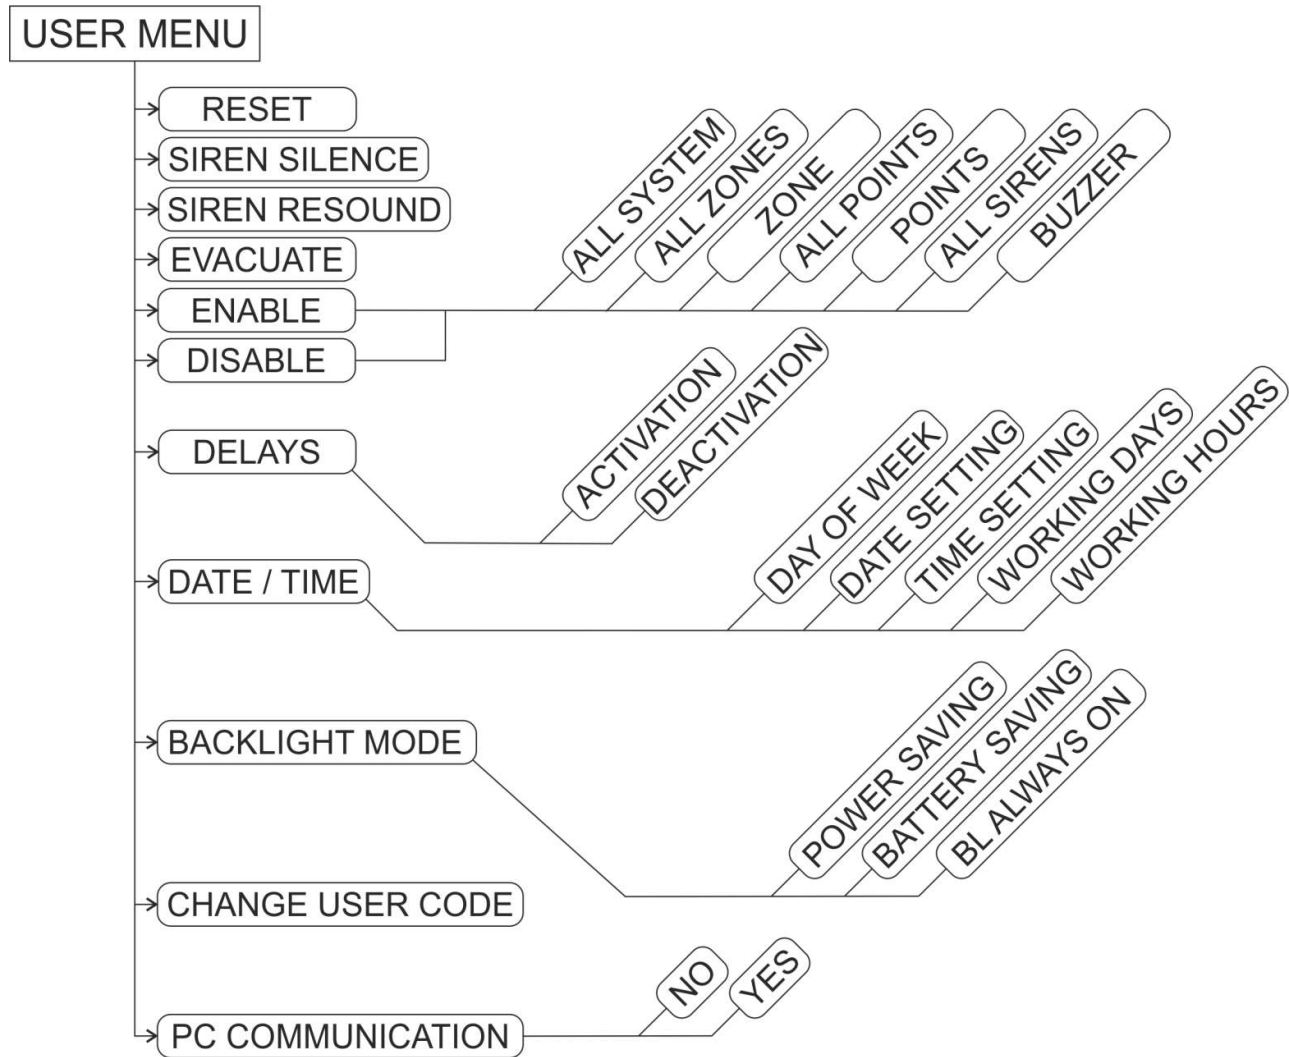 USER MENU
RESET
SIREN SILENCE
SIREN RESOUND
EVACUATE
ENABLE
DISABLE
ALL SYSTEM
ALL ZONES
ZONE
ALL POINTS
POINTS
ALL SIRENS
BUZZER
DELAYS
ACTIVATION
DEACTIVATION
DATE / TIME
DAY OF WEEK
DATE SETTING
TIME SETTING
WORKING DAYS
WORKING HOURS
BACKLIGHT MODE
POWER SAVING
BATTERY SAVING
BL ALWAYS ON
CHANGE USER CODE
PC COMMUNICATION
NO
YES